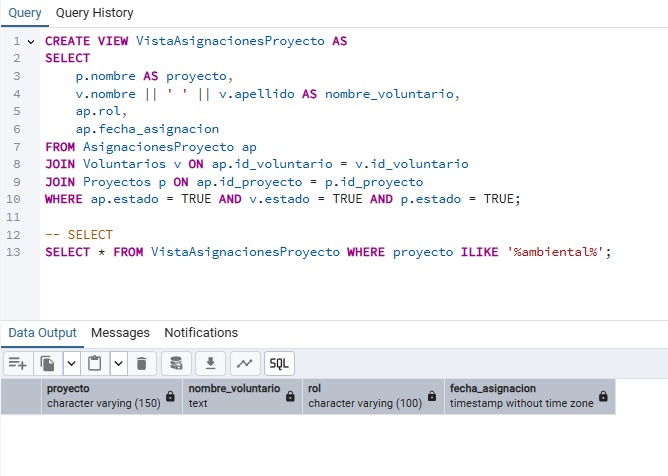 Query Query History
1 CREATE VIEW VistaAsignacionesProyecto AS
2 SELECT
3 p.nombre AS proyecto,
4 v.nombre || ' ' || v.apellido AS nombre_voluntario,
5 ap.rol,
6 ap.fecha_asignacion
7 FROM AsignacionesProyecto ap
8 JOIN Voluntarios v ON ap.id_voluntario = v.id_voluntario
9 JOIN Proyectos p ON ap.id_proyecto = p.id_proyecto
10 WHERE ap.estado = TRUE AND v.estado = TRUE AND p.estado = TRUE;
11
12 -- SELECT
13 SELECT * FROM VistaAsignacionesProyecto WHERE proyecto ILIKE '%ambiental%';
Data Output Messages Notifications
SQL
proyecto nombre_voluntario rol fecha_asignacion
character varying (150) text character varying (100) timestamp without time zone